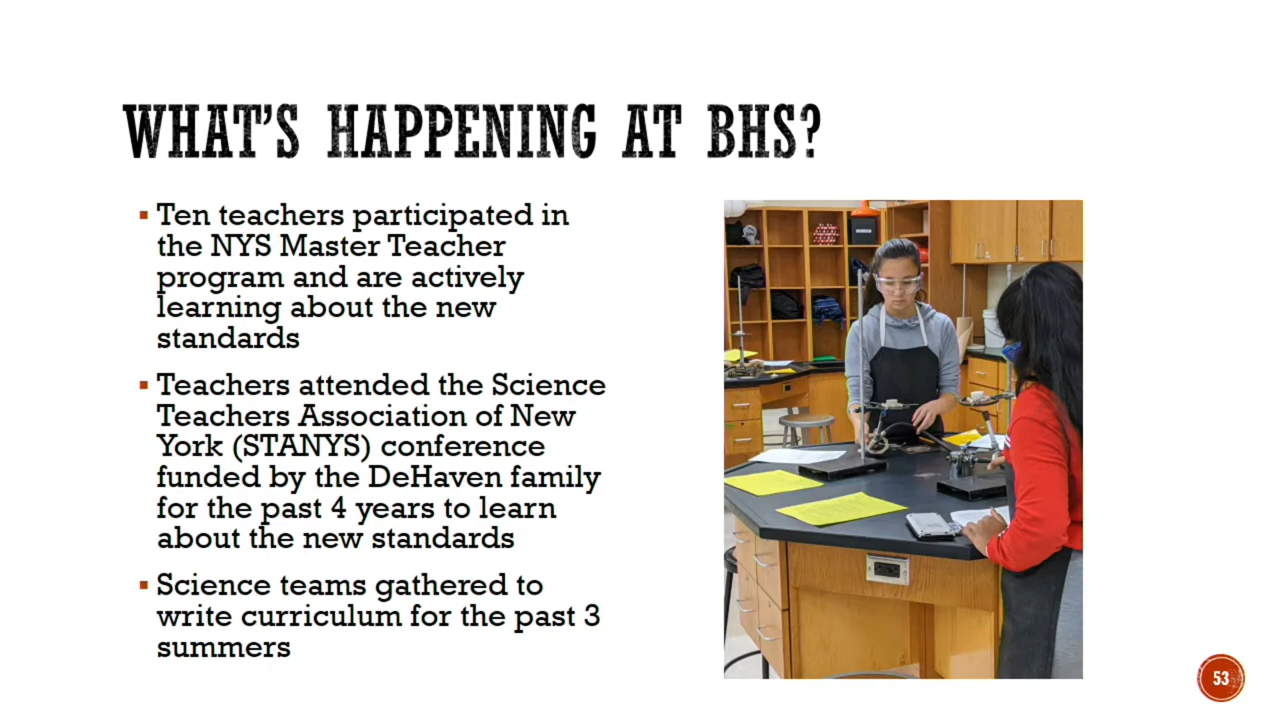 WHAT'S HAPPENING AT BHS?
▪ Ten teachers participated in
the NYS Master Teacher
program and are actively
learning about the new
standards
▪ Teachers attended the Science
Teachers Association of New
York (STANYS) conference
funded by the DeHaven family
for the past 4 years to learn
about the new standards
▪ Science teams gathered to
write curriculum for the past 3
summers
53